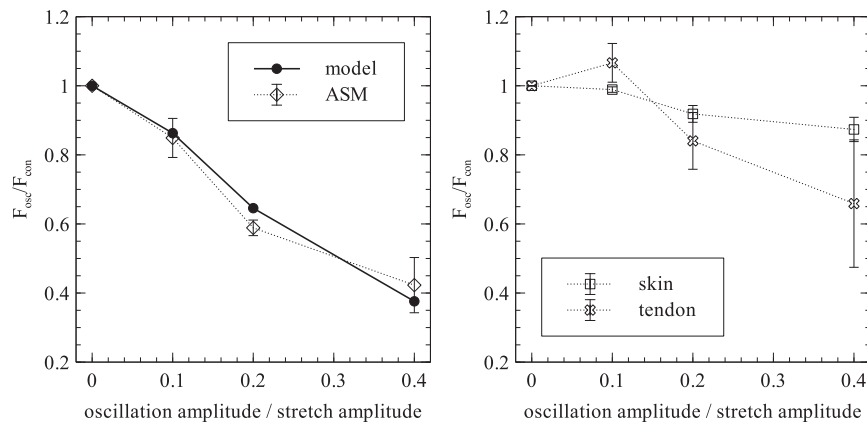 1.2
1
0.8
0.6
0.4
0.2
F_osc/F_con
model
ASM
0 0.1 0.2 0.3 0.4
oscillation amplitude / stretch amplitude
1.2
1
0.8
0.6
0.4
0.2
F_osc/F_con
skin
tendon
0 0.1 0.2 0.3 0.4
oscillation amplitude / stretch amplitude